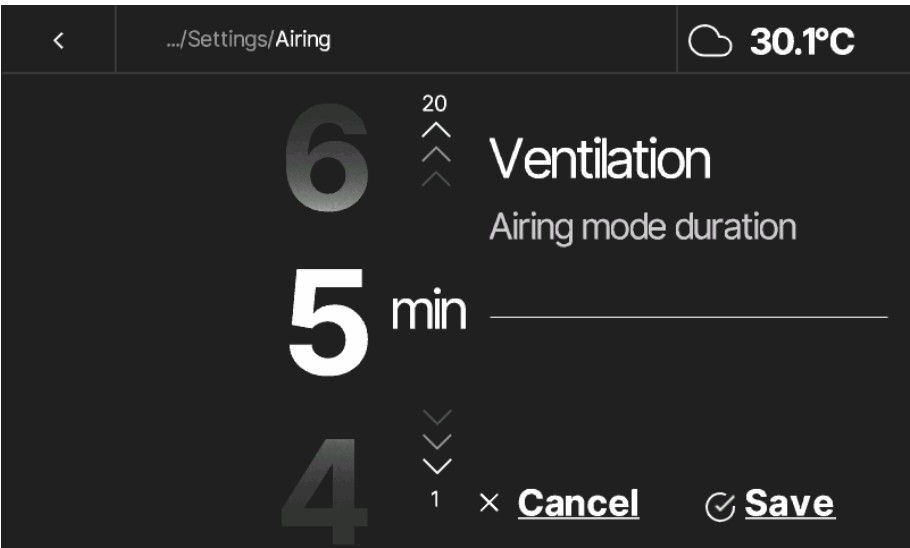 .../Settings/Airing
30.1°C
6
20
Ventilation
Airing mode duration
5 min
4
1
Cancel
Save